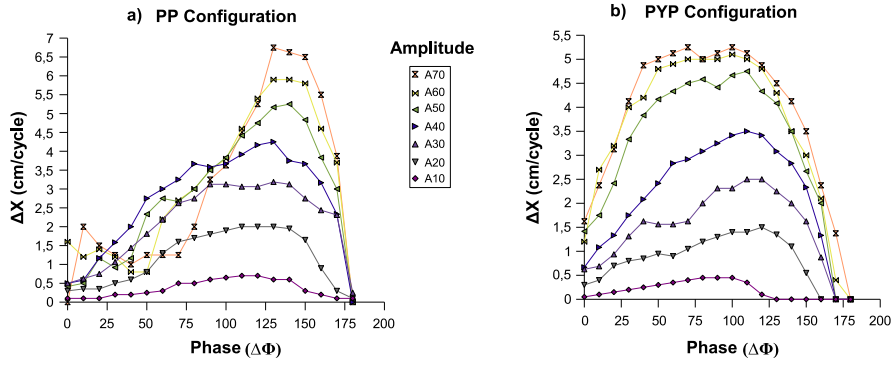 a) PP Configuration
7
6,5
6
5,5
5
4,5
4
3,5
3
2,5
2
1,5
1
0,5
0
ΔX (cm/cycle)
0 25 50 75 100 125 150 175 200
Phase (ΔΦ)
Amplitude
A70
A60
A50
A40
A30
A20
A10
b) PYP Configuration
5,5
5
4,5
4
3,5
3
2,5
2
1,5
1
0,5
0
ΔX (cm/cycle)
0 25 50 75 100 125 150 175 200
Phase (ΔΦ)